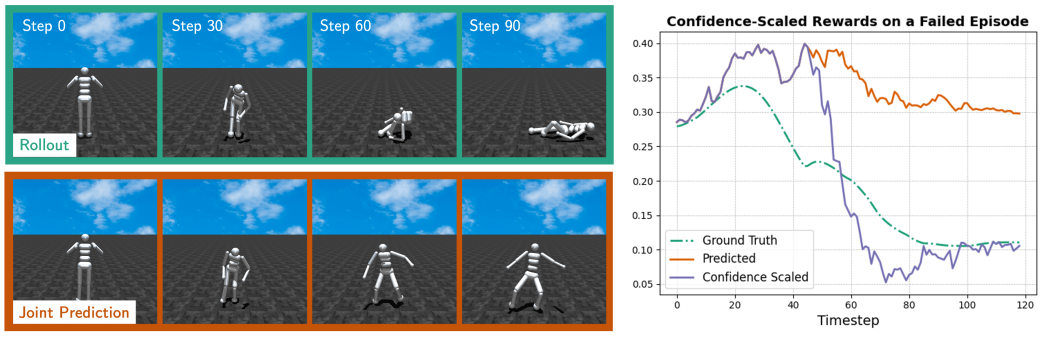 Step 0
Step 30
Step 60
Step 90
Rollout
Joint Prediction
Confidence-Scaled Rewards on a Failed Episode
0.40
0.35
0.30
0.25
0.20
0.15
0.10
0.05
Ground Truth
Predicted
Confidence Scaled
0 20 40 60 80 100 120
Timestep